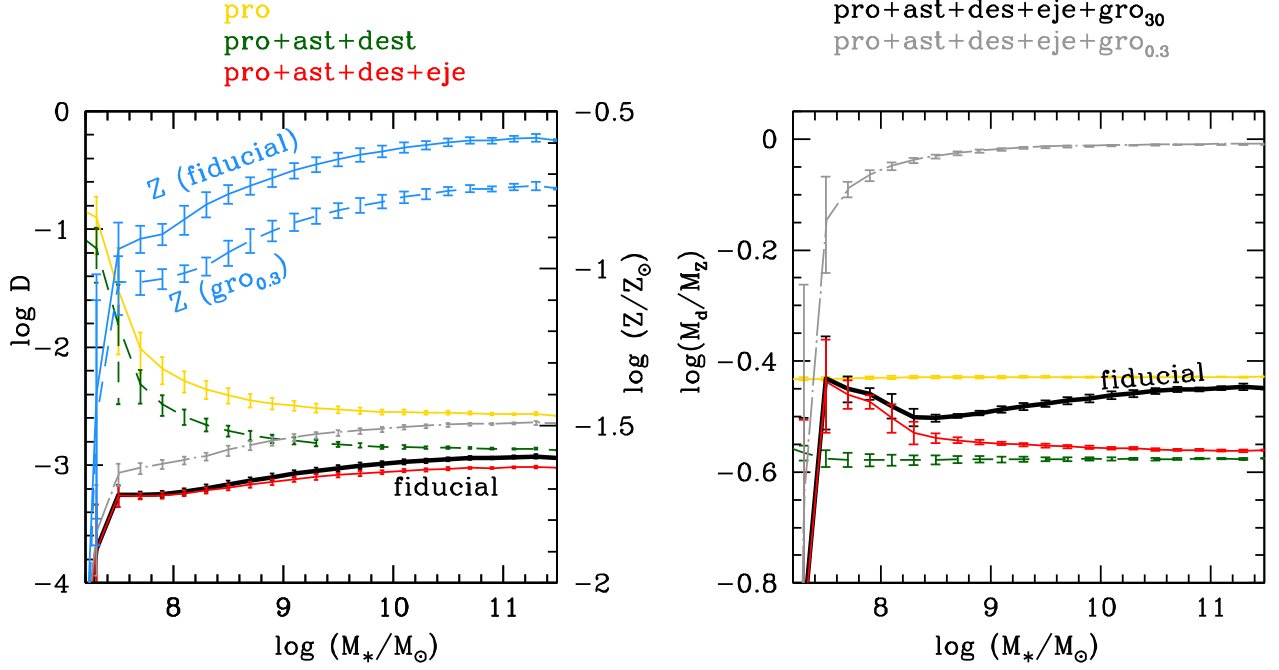 pro
pro+ast+dest
pro+ast+des+eje
pro+ast+des+eje+gro₃₀
pro+ast+des+eje+gro₀.₃
0
−1
−2
−3
−4
log D
Z (fiducial)
Z (gro₀.₃)
fiducial
8
9
10
11
log (M*/M☉)
−0.5
−1
−1.5
−2
log (Z/Z☉)
0
−0.2
−0.4
−0.6
−0.8
log(M_d/M_Z)
fiducial
8
9
10
11
log (M*/M☉)